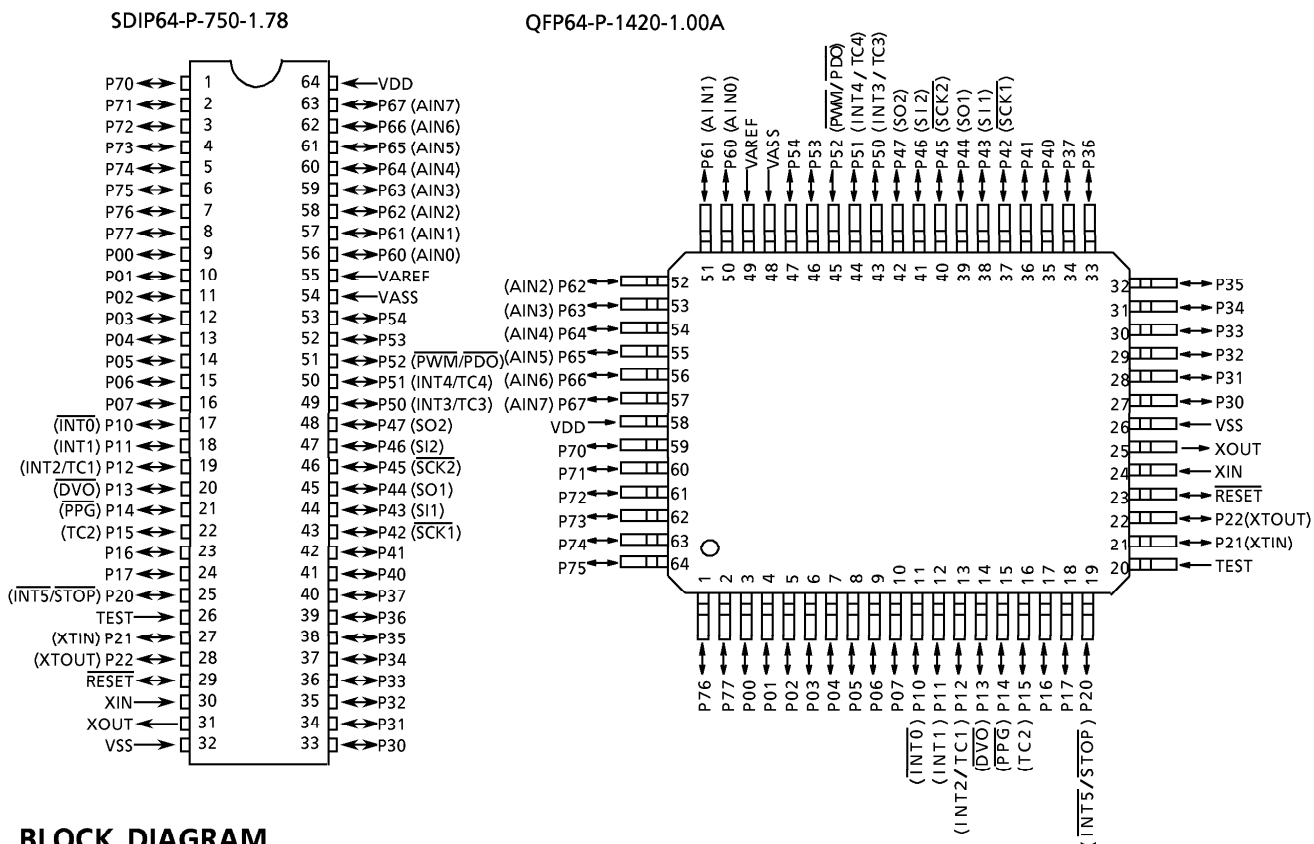 SDIP64-P-750-1.78
P70 1 64 VDD
P71 2 63 P67 (AIN7)
P72 3 62 P66 (AIN6)
P73 4 61 P65 (AIN5)
P74 5 60 P64 (AIN4)
P75 6 59 P63 (AIN3)
P76 7 58 P62 (AIN2)
P77 8 57 P61 (AIN1)
P00 9 56 P60 (AIN0)
P01 10 55 VAREF
P02 11 54 VASS
P03 12 53 P54
P04 13 52 P53
P05 14 51 P52 (PWM/PDO)
P06 15 50 P51 (INT4/TC4)
P07 16 49 P50 (INT3/TC3)
(INT0) P10 17 48 P47 (SO2)
(INT1) P11 18 47 P46 (SI2)
(INT2/TC1) P12 19 46 P45 (SCK2)
(DVO) P13 20 45 P44 (SO1)
(PPG) P14 21 44 P43 (SI1)
(TC2) P15 22 43 P42 (SCK1)
P16 23 42 P41
P17 24 41 P40
(INT5/STOP) P20 25 40 P37
TEST 26 39 P36
(XTIN) P21 27 38 P35
(XTOUT) P22 28 37 P34
RESET 29 36 P33
XIN 30 35 P32
XOUT 31 34 P31
VSS 32 33 P30
QFP64-P-1420-1.00A
P61 (AIN1)
P60 (AIN0)
VAREF
VASS
P54
P53
P52 (PWM/PDO)
P51 (INT4/TC4)
P50 (INT3/TC3)
P47 (SO2)
P46 (SI2)
P45 (SCK2)
P44 (SO1)
P43 (SI1)
P42 (SCK1)
P41
P40
P37
P36
51 50 49 48 47 46 45 44 43 42 41 40 39 38 37 36 35 34 33
(AIN2) P62 52
(AIN3) P63 53
(AIN4) P64 54
(AIN5) P65 55
(AIN6) P66 56
(AIN7) P67 57
VDD 58
P70 59
P71 60
P72 61
P73 62
P74 63
P75 64
32 P35
31 P34
30 P33
29 P32
28 P31
27 P30
26 VSS
25 XOUT
24 XIN
23 RESET
22 P22(XTOUT)
21 P21(XTIN)
20 TEST
1 2 3 4 5 6 7 8 9 10 11 12 13 14 15 16 17 18 19
P76
P77
P00
P01
P02
P03
P04
P05
P06
P07
(INT0) P10
(INT1) P11
(INT2/TC1) P12
(DVO) P13
(PPG) P14
(TC2) P15
P16
P17
(INT5/STOP) P20
BLOCK DIAGRAM